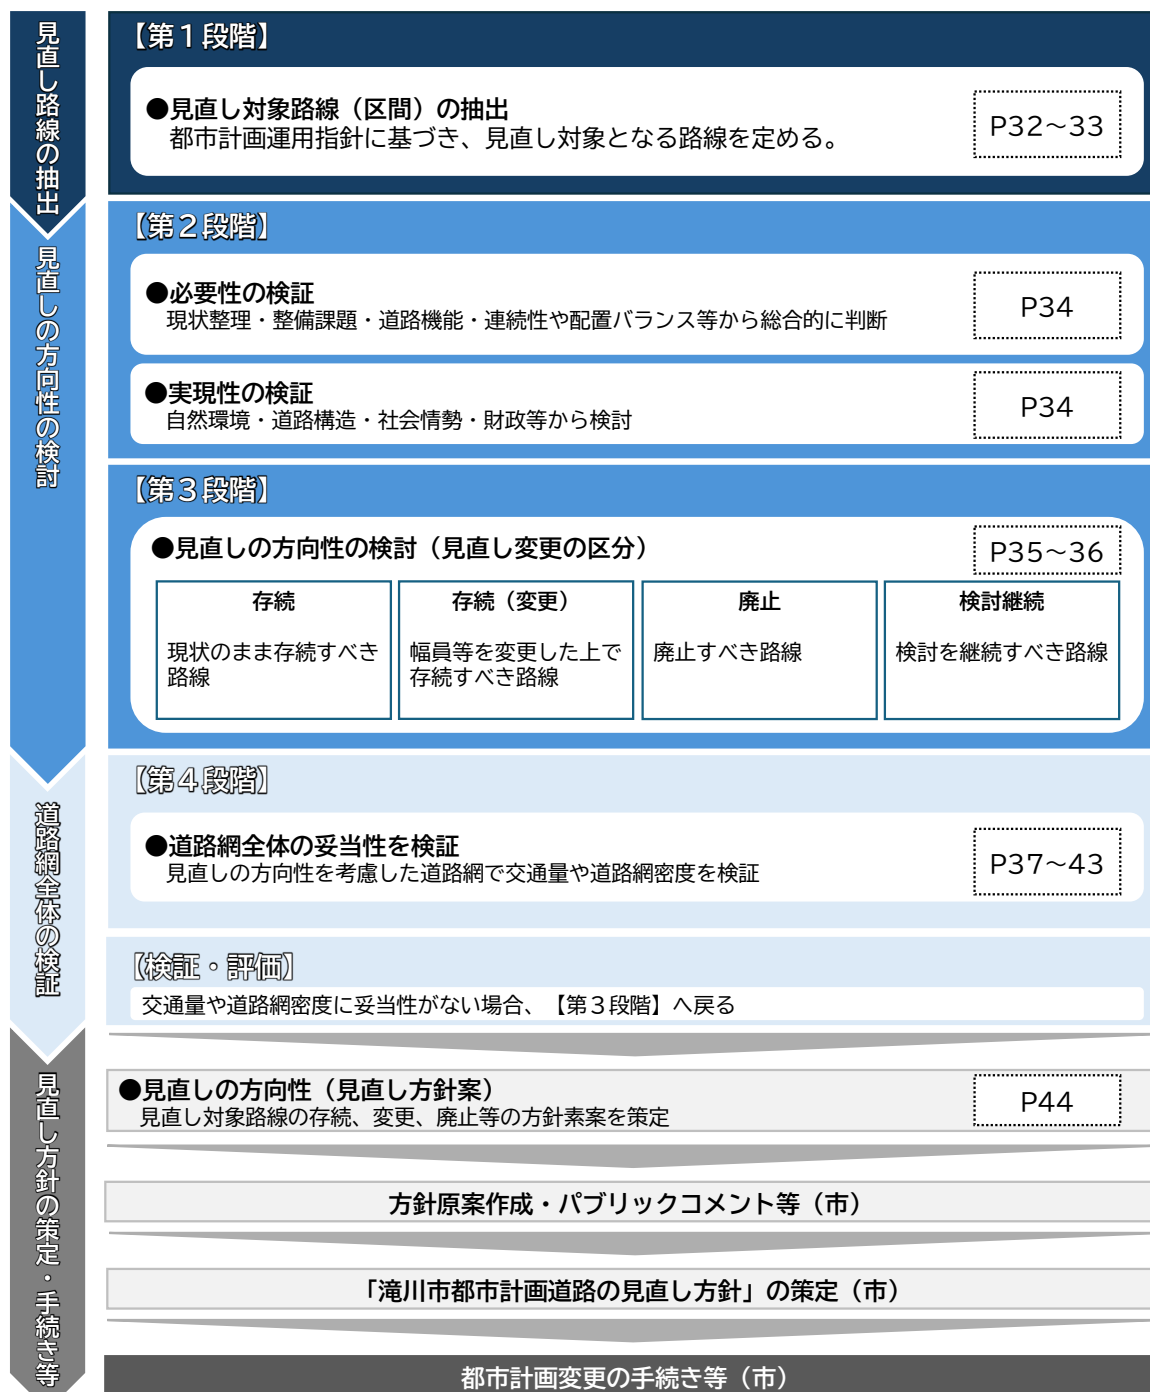 見直し路線の抽出
【第１段階】
●見直し対象路線（区間）の抽出
都市計画運用指針に基づき、見直し対象となる路線を定める。
P32～33
見直しの方向性の検討
【第２段階】
●必要性の検証
現状整理・整備課題・道路機能・連続性や配置バランス等から総合的に判断
P34
●実現性の検証
自然環境・道路構造・社会情勢・財政等から検討
P34
【第３段階】
●見直しの方向性の検討（見直し変更の区分）
P35～36
存続
現状のまま存続すべき
路線
存続（変更）
幅員等を変更した上で
存続すべき路線
廃止
廃止すべき路線
検討継続
検討を継続すべき路線
道路網全体の検証
【第４段階】
●道路網全体の妥当性を検証
見直しの方向性を考慮した道路網で交通量や道路網密度を検証
P37～43
【検証・評価】
交通量や道路網密度に妥当性がない場合、【第３段階】へ戻る
見直し方針の策定・手続き等
●見直しの方向性（見直し方針案）
見直し対象路線の存続、変更、廃止等の方針素案を策定
P44
方針原案作成・パブリックコメント等（市）
「滝川市都市計画道路の見直し方針」の策定（市）
都市計画変更の手続き等（市）